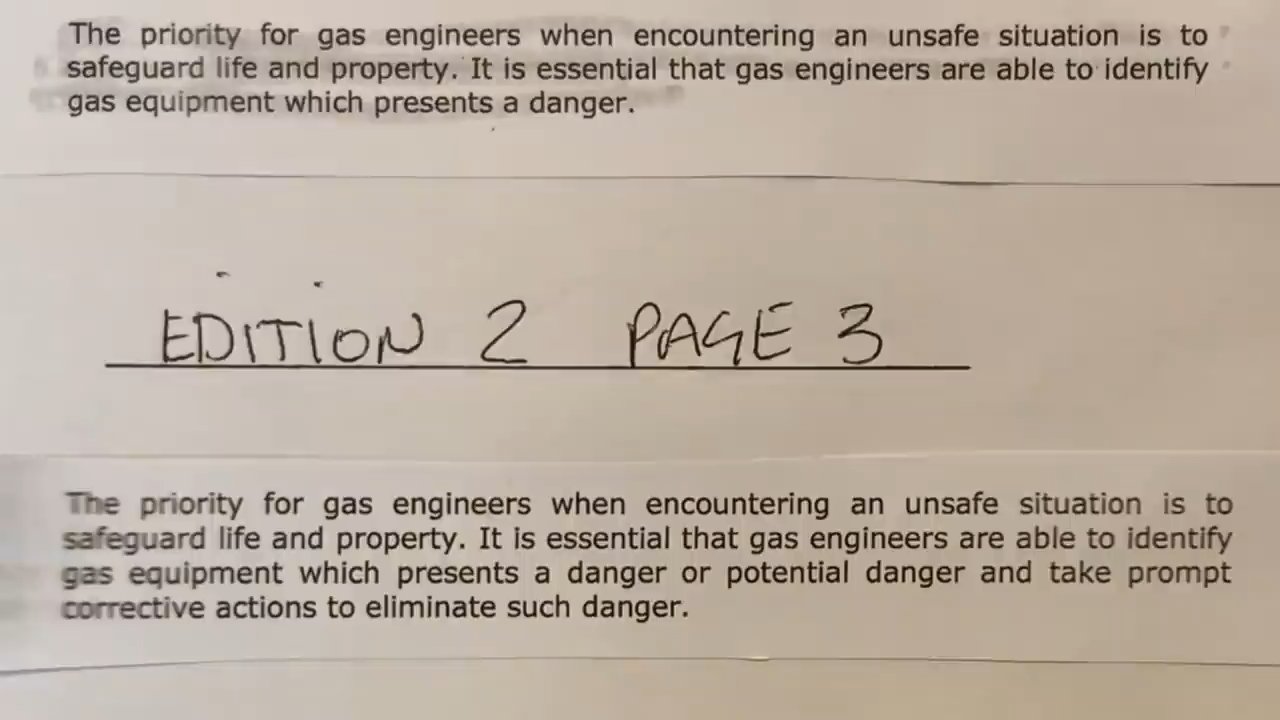 The priority for gas engineers when encountering an unsafe situation is to
safeguard life and property. It is essential that gas engineers are able to identify
gas equipment which presents a danger.
EDITION 2 PAGE 3
The priority for gas engineers when encountering an unsafe situation is to
safeguard life and property. It is essential that gas engineers are able to identify
gas equipment which presents a danger or potential danger and take prompt
corrective actions to eliminate such danger.